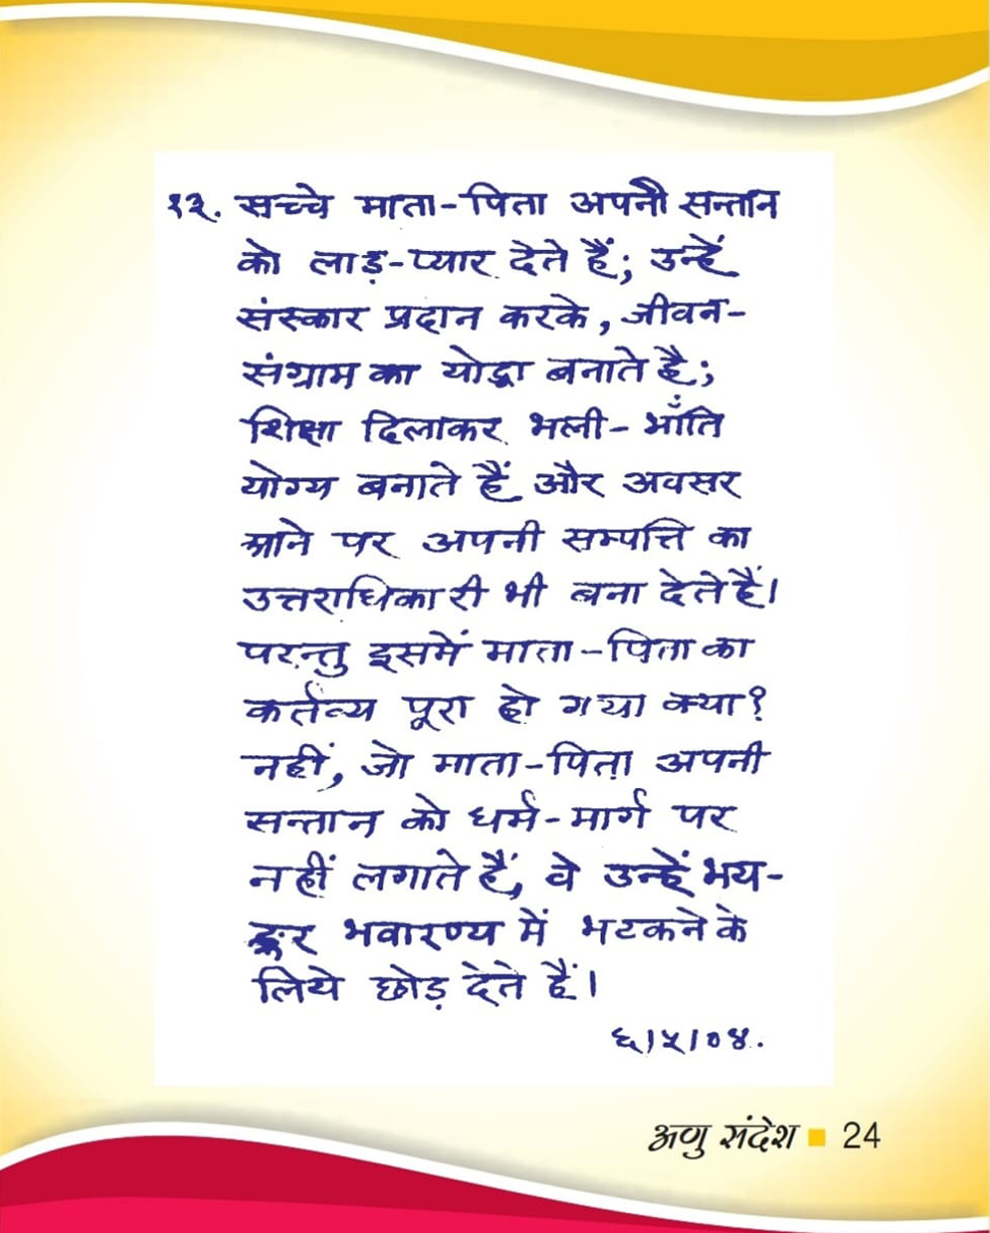 १३. सच्चे माता-पिता अपनी सन्तान
को लाड़-प्यार देते हैं; उन्हें
संस्कार प्रदान करके, जीवन-
संग्राम का योद्धा बनाते है;
शिक्षा दिलाकर भली-भाँति
योग्य बनाते हैं और अवसर
आने पर अपनी सम्पत्ति का
उत्तराधिकारी भी बना देते हैं।
परन्तु इसमें माता-पिता का
कर्तव्य पूरा हो गया क्या?
नहीं, जो माता-पिता अपनी
सन्तान को धर्म-मार्ग पर
नहीं लगाते हैं, वे उन्हें भय-
ङ्कर भवारण्य में भटकने के
लिये छोड़ देते हैं।
६।५।०४.
अणु संदेश 24